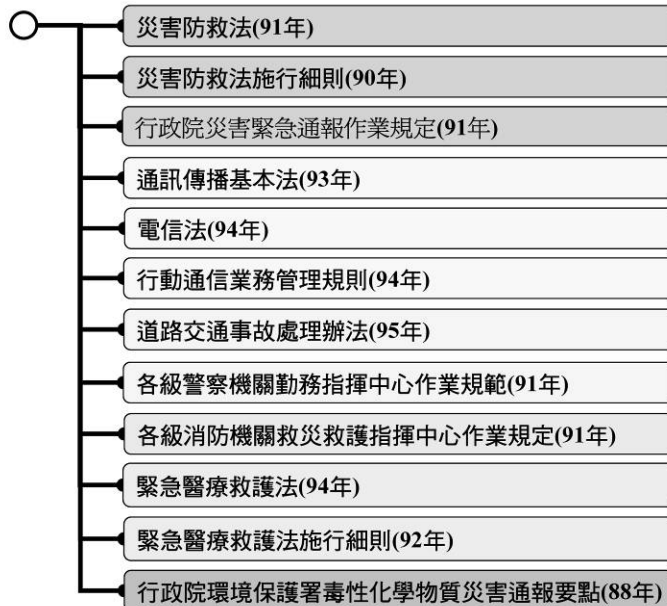 災害防救法(91年)
災害防救法施行細則(90年)
行政院災害緊急通報作業規定(91年)
通訊傳播基本法(93年)
電信法(94年)
行動通信業務管理規則(94年)
道路交通事故處理辦法(95年)
各級警察機關勤務指揮中心作業規範(91年)
各級消防機關救災救護指揮中心作業規定(91年)
緊急醫療救護法(94年)
緊急醫療救護法施行細則(92年)
行政院環境保護署毒性化學物質災害通報要點(88年)